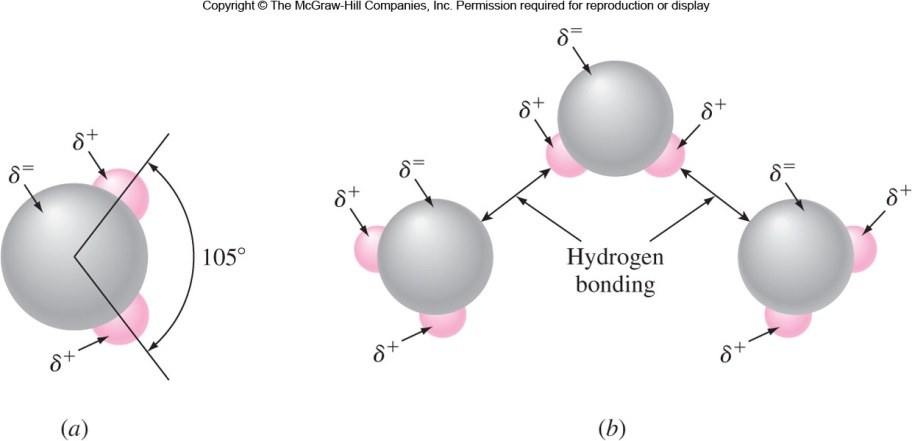 Copyright © The McGraw-Hill Companies, Inc. Permission required for reproduction or display
δ⁺
δ⁼
105°
δ⁺
(a)
δ⁼
δ⁺
δ⁺
δ⁼
δ⁺
δ⁺
δ⁼
δ⁺
δ⁺
Hydrogen
bonding
(b)